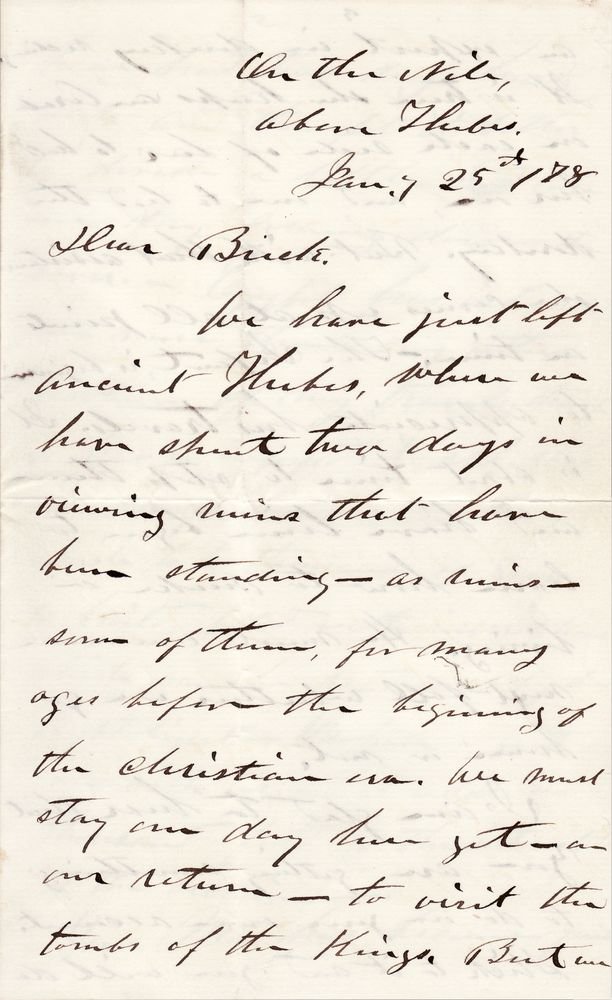 On the Nile,
Above Thebes.
Jan.y 25th /78
Dear Brick.
We have just left
Ancient Thebes, where we
have spent two days in
viewing ruins that have
been standing — as ruins —
some of them, for many
ages before the begining of
the Christian era. We must
stay one day here yet — on
our return — to visit the
tombs of the Kings. But we